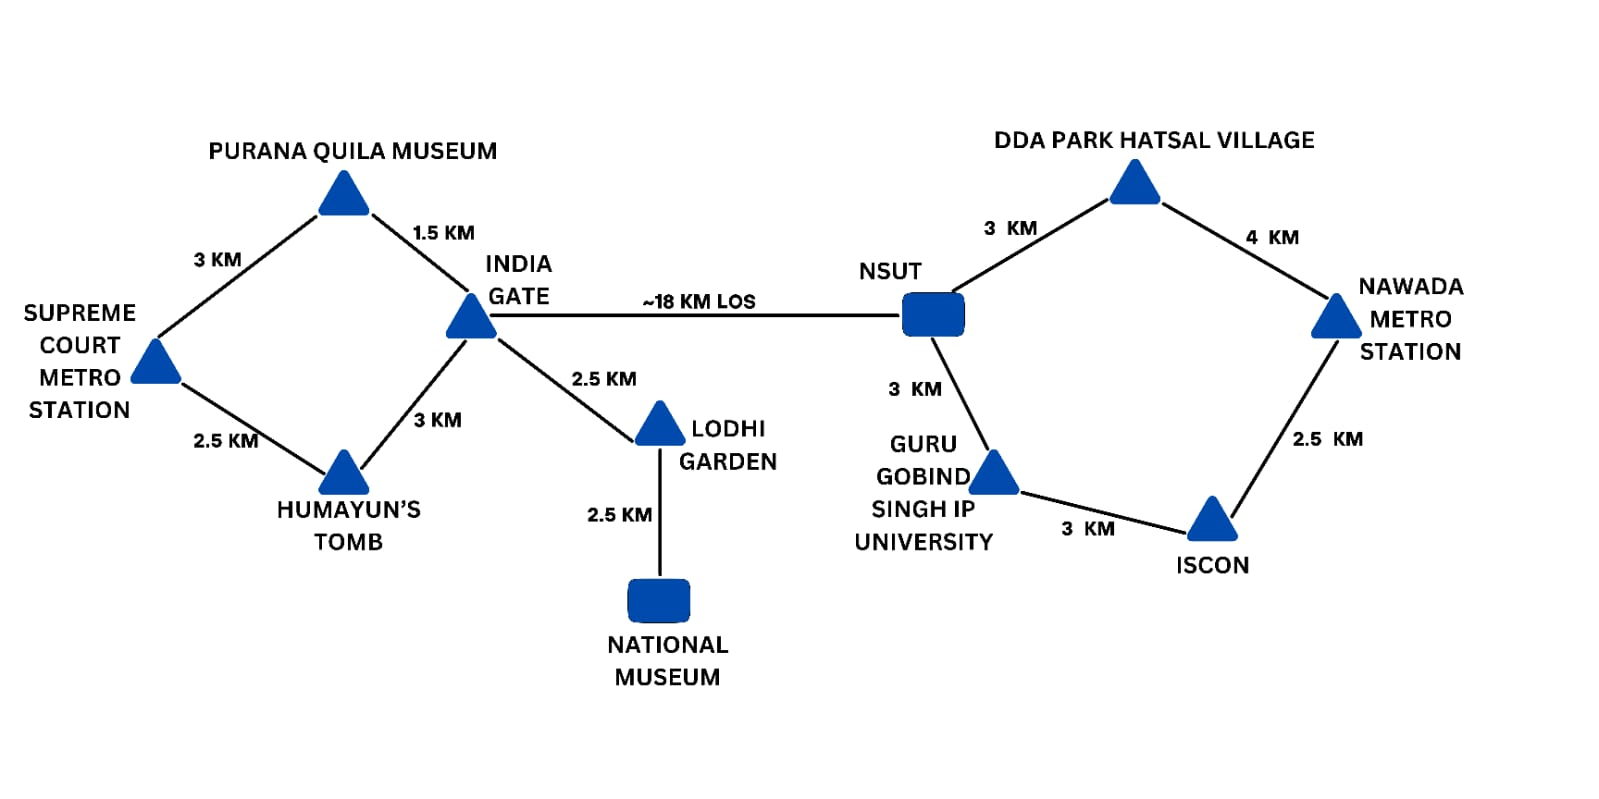 PURANA QUILA MUSEUM
DDA PARK HATSAL VILLAGE
3 KM
1.5 KM
INDIA
GATE
SUPREME
COURT
METRO
STATION
2.5 KM
3 KM
HUMAYUN'S
TOMB
~18 KM LOS
2.5 KM
LODHI
GARDEN
2.5 KM
NATIONAL
MUSEUM
NSUT
3 KM
4 KM
NAWADA
METRO
STATION
3 KM
GURU
GOBIND
SINGH IP
UNIVERSITY
2.5 KM
3 KM
ISCON